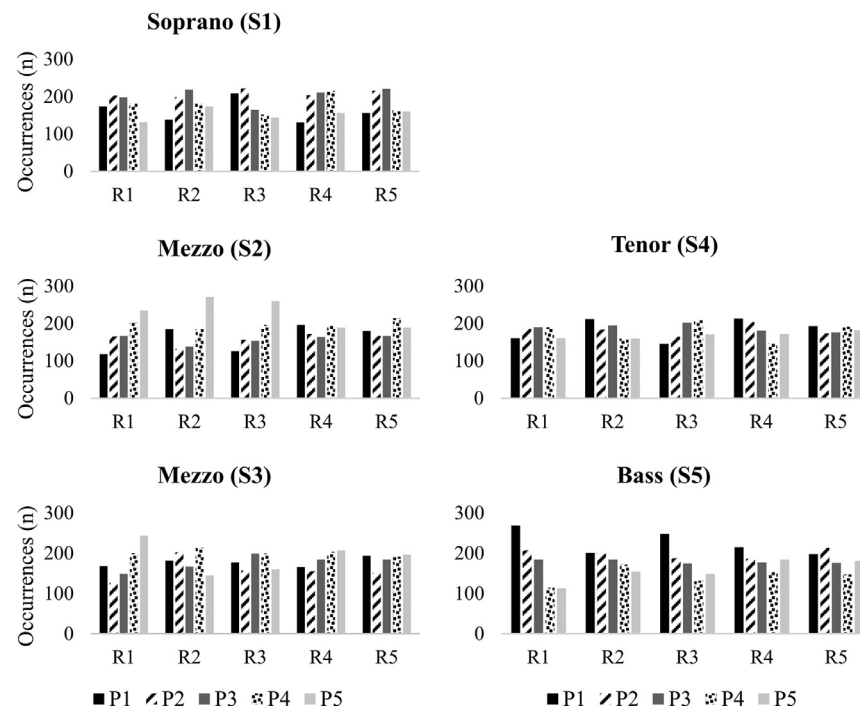 Soprano (S1)
Occurrences (n)
300
200
100
0
R1 R2 R3 R4 R5
Mezzo (S2)
Occurrences (n)
300
200
100
0
R1 R2 R3 R4 R5
Tenor (S4)
300
200
100
0
R1 R2 R3 R4 R5
Mezzo (S3)
Occurrences (n)
300
200
100
0
R1 R2 R3 R4 R5
P1 P2 P3 P4 P5
Bass (S5)
300
200
100
0
R1 R2 R3 R4 R5
P1 P2 P3 P4 P5